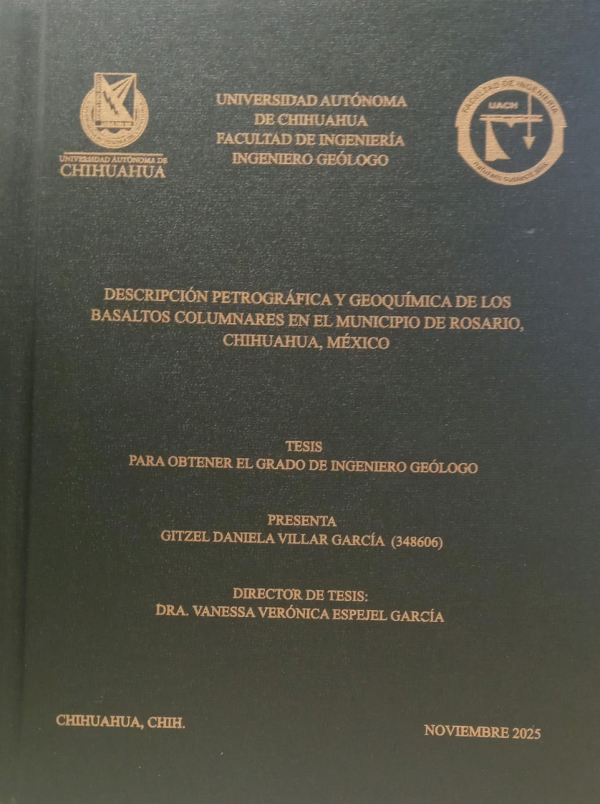 UNIVERSIDAD AUTÓNOMA DE
CHIHUAHUA
UNIVERSIDAD AUTÓNOMA
DE CHIHUAHUA
FACULTAD DE INGENIERÍA
INGENIERO GEÓLOGO
FACULTAD DE INGENIERÍA
UACH
DESCRIPCIÓN PETROGRÁFICA Y GEOQUÍMICA DE LOS
BASALTOS COLUMNARES EN EL MUNICIPIO DE ROSARIO,
CHIHUAHUA, MÉXICO
TESIS
PARA OBTENER EL GRADO DE INGENIERO GEÓLOGO
PRESENTA
GITZEL DANIELA VILLAR GARCÍA (348606)
DIRECTOR DE TESIS:
DRA. VANESSA VERÓNICA ESPEJEL GARCÍA
CHIHUAHUA, CHIH.
NOVIEMBRE 2025